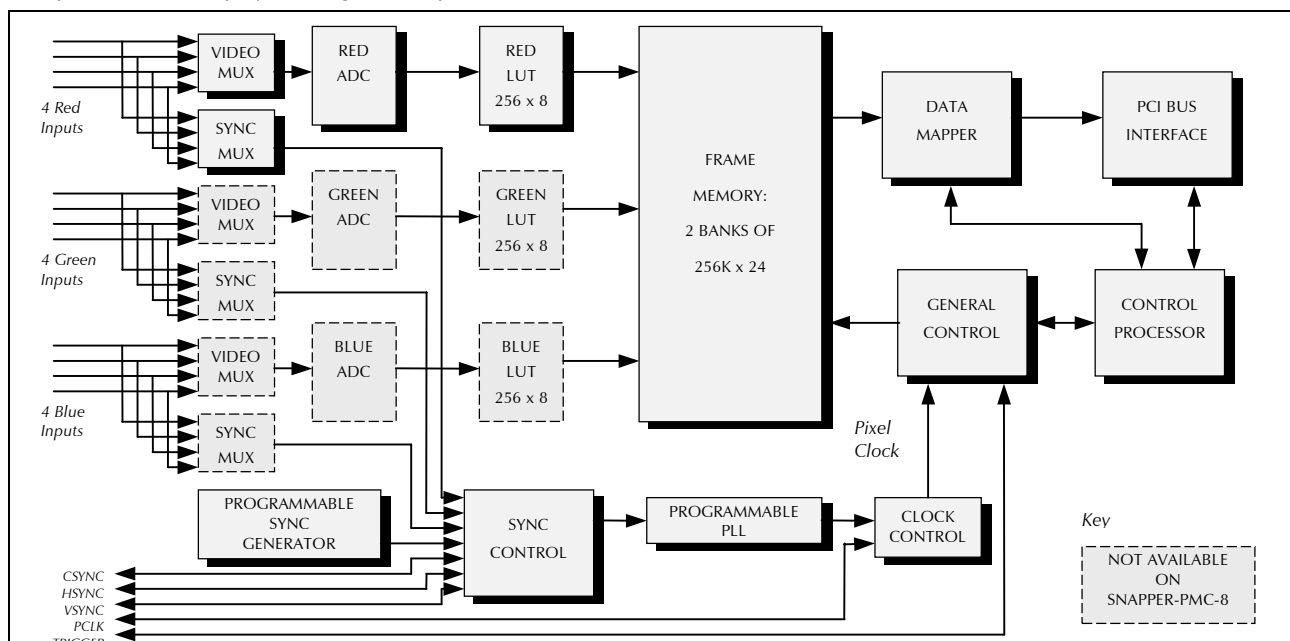 4 Red
Inputs
VIDEO
MUX
SYNC
MUX
RED
ADC
RED
LUT
256 x 8
4 Green
Inputs
VIDEO
MUX
SYNC
MUX
GREEN
ADC
GREEN
LUT
256 x 8
4 Blue
Inputs
VIDEO
MUX
SYNC
MUX
BLUE
ADC
BLUE
LUT
256 x 8
FRAME
MEMORY:
2 BANKS OF
256K x 24
DATA
MAPPER
PCI BUS
INTERFACE
GENERAL
CONTROL
CONTROL
PROCESSOR
Pixel
Clock
PROGRAMMABLE
SYNC
GENERATOR
SYNC
CONTROL
PROGRAMMABLE
PLL
CLOCK
CONTROL
Key
NOT AVAILABLE
ON
SNAPPER-PMC-8
CSYNC
HSYNC
VSYNC
PCLK
TRIGGER